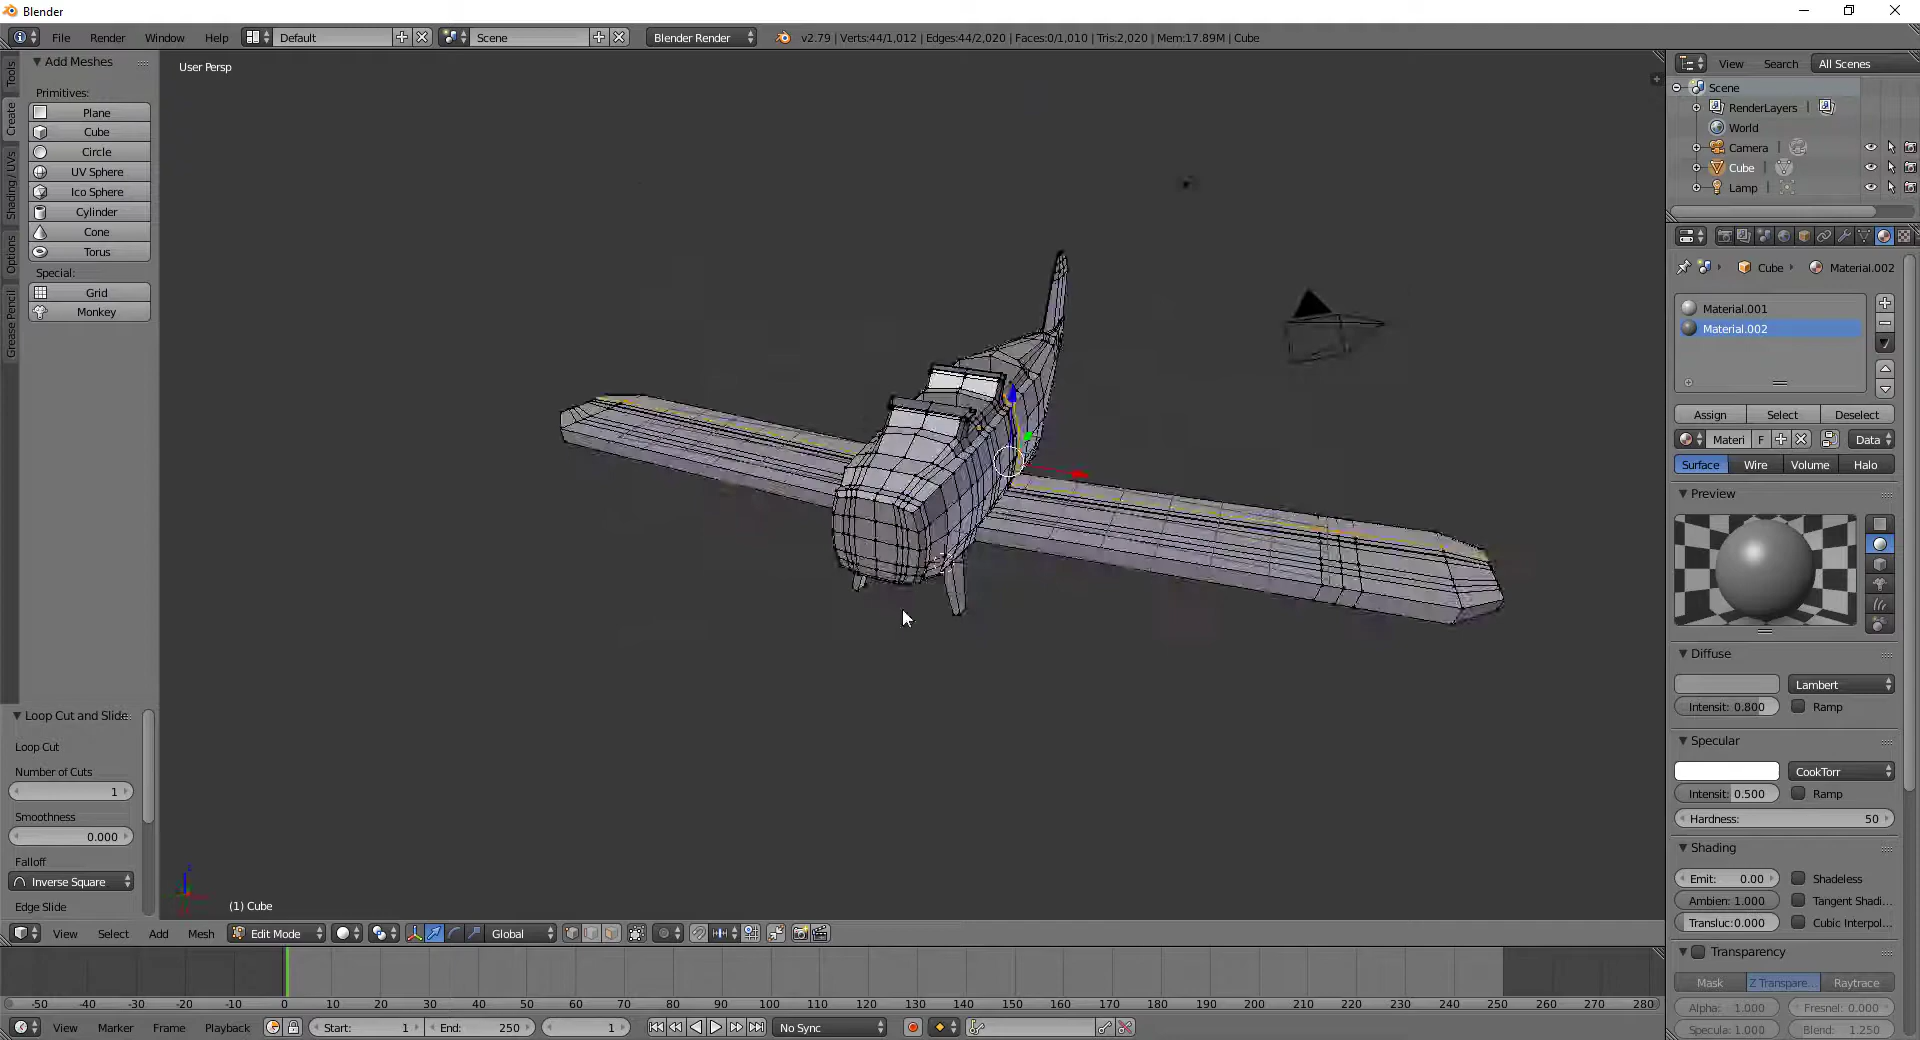 Blender
File Render Window Help Default Scene Blender Render v2.79 | Verts:44/1,012 | Edges:44/2,020 | Faces:0/1,010 | Tris:2,020 | Mem:17.89M | Cube
Tools
Create
Shading / UVs
Options
Grease Pencil
Add Meshes
Primitives:
Plane
Cube
Circle
UV Sphere
Ico Sphere
Cylinder
Cone
Torus
Special:
Grid
Monkey
Loop Cut and Slide
Loop Cut
Number of Cuts
1
Smoothness
0.000
Falloff
Inverse Square
Edge Slide
User Persp
(1) Cube
View Select Add Mesh Edit Mode Global
-50 -40 -30 -20 -10 0 10 20 30 40 50 60 70 80 90 100 110 120 130 140 150 160 170 180 190 200 210 220 230 240 250 260 270 280
View Marker Frame Playback Start: 1 End: 250 1 No Sync
View Search All Scenes
Scene
RenderLayers |
World
Camera |
Cube |
Lamp |
Cube Material.002
Material.001
Material.002
Assign Select Deselect
Materi F Data
Surface Wire Volume Halo
Preview
Diffuse
Lambert
Intensit: 0.800 Ramp
Specular
CookTorr
Intensit: 0.500 Ramp
Hardness: 50
Shading
Emit: 0.00 Shadeless
Ambien: 1.000 Tangent Shadi...
Transluc:0.000 Cubic Interpol...
Transparency
Mask Z Transpare... Raytrace
Alpha: 1.000 Fresnel: 0.000
Specula: 1.000 Blend: 1.250